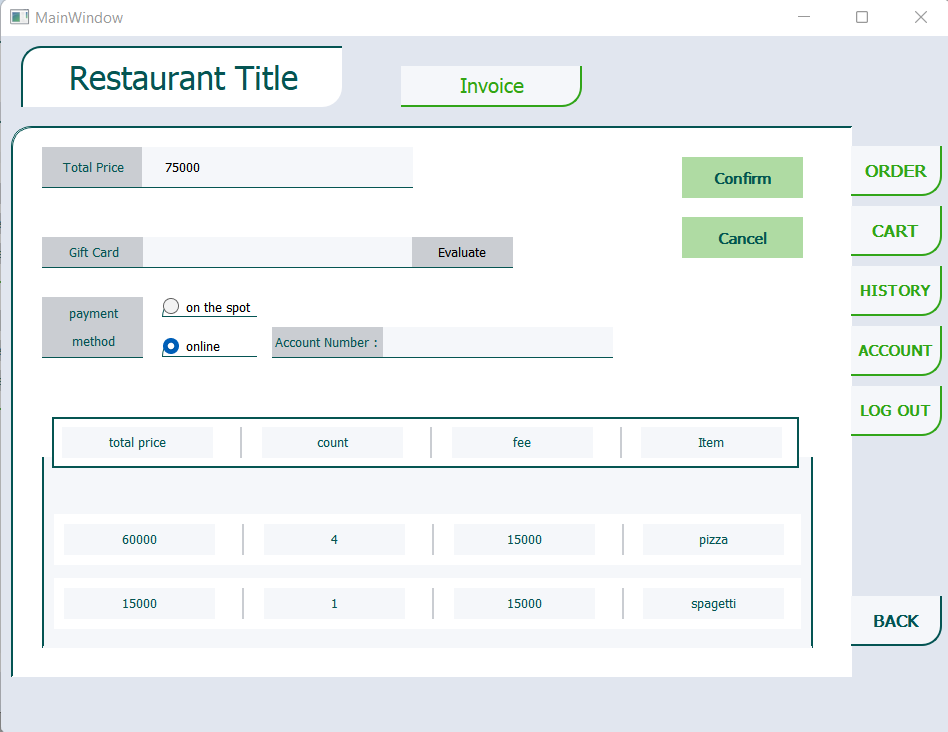 MainWindow
Restaurant Title
Invoice
Total Price 75000
Confirm
ORDER
CART
Cancel
Gift Card Evaluate
HISTORY
payment
method
on the spot
online
Account Number :
ACCOUNT
LOG OUT
total price count fee Item
60000 4 15000 pizza
15000 1 15000 spagetti
BACK